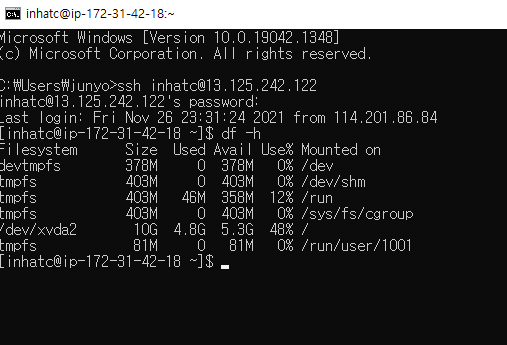 inhatc@ip-172-31-42-18:~
Microsoft Windows [Version 10.0.19042.1348]
(c) Microsoft Corporation. All rights reserved.
C:₩Users₩junyo>ssh inhatc@13.125.242.122
inhatc@13.125.242.122's password:
Last login: Fri Nov 26 23:31:24 2021 from 114.201.86.84
[inhatc@ip-172-31-42-18 ~]$ df -h
Filesystem      Size  Used Avail Use% Mounted on
devtmpfs        378M     0  378M   0% /dev
tmpfs           403M     0  403M   0% /dev/shm
tmpfs           403M   46M  358M  12% /run
tmpfs           403M     0  403M   0% /sys/fs/cgroup
/dev/xvda2       10G  4.8G  5.3G  48% /
tmpfs            81M     0   81M   0% /run/user/1001
[inhatc@ip-172-31-42-18 ~]$